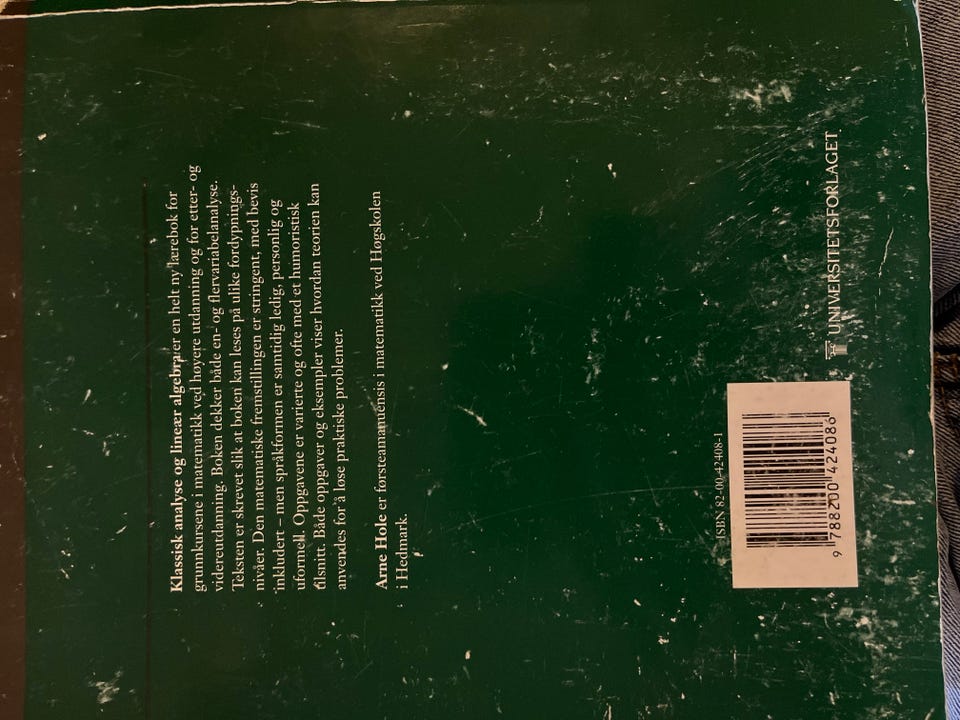 Klassisk analyse og lineær algebra er en helt ny lærebok for
grunnkursene i matematikk ved høyere utdanning og for etter- og
videreutdanning. Boken dekker både en- og flervariabelanalyse.
Teksten er skrevet slik at boken kan leses på ulike fordypnings-
nivåer. Den matematiske fremstillingen er stringent, med bevis
inkludert – men språkformen er samtidig ledig, personlig og
uformell. Oppgavene er varierte og ofte med et humoristisk
tilsnitt. Både oppgaver og eksempler viser hvordan teorien kan
anvendes for å løse praktiske problemer.
Arne Hole er førsteamanuensis i matematikk ved Høgskolen
i Hedmark.
ISBN 82-00-42408-1
9 788200 424086
UNIVERSITETSFORLAGET